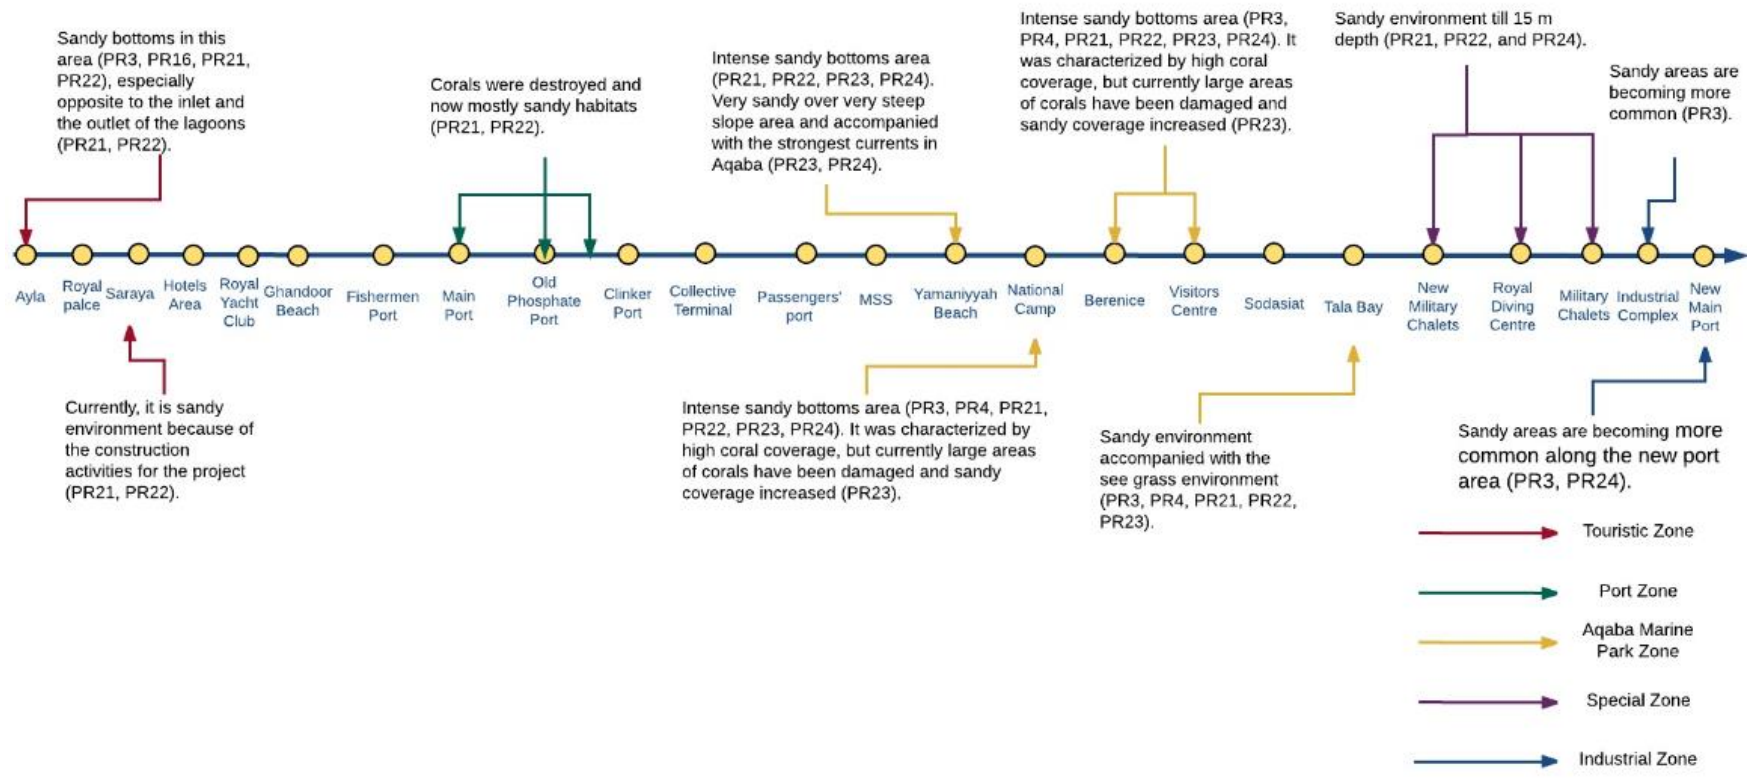 Sandy bottoms in this
area (PR3, PR16, PR21,
PR22), especially
opposite to the inlet and
the outlet of the lagoons
(PR21, PR22).
Corals were destroyed and
now mostly sandy habitats
(PR21, PR22).
Intense sandy bottoms area
(PR21, PR22, PR23, PR24).
Very sandy over very steep
slope area and accompanied
with the strongest currents in
Aqaba (PR23, PR24).
Intense sandy bottoms area (PR3,
PR4, PR21, PR22, PR23, PR24). It
was characterized by high coral
coverage, but currently large areas
of corals have been damaged and
sandy coverage increased (PR23).
Sandy environment till 15 m
depth (PR21, PR22, and PR24).
Sandy areas are
becoming more
common (PR3).
Ayla
Royal
palce
Saraya
Hotels
Area
Royal
Yacht
Club
Ghandoor
Beach
Fishermen
Port
Main
Port
Old
Phosphate
Port
Clinker
Port
Collective
Terminal
Passengers'
port
MSS
Yamaniyyah
Beach
National
Camp
Berenice
Visitors
Centre
Sodasiat
Tala Bay
New
Military
Chalets
Royal
Diving
Centre
Military
Chalets
Industrial
Complex
New
Main
Port
Currently, it is sandy
environment because of
the construction
activities for the project
(PR21, PR22).
Intense sandy bottoms area (PR3, PR4, PR21,
PR22, PR23, PR24). It was characterized by
high coral coverage, but currently large areas
of corals have been damaged and sandy
coverage increased (PR23).
Sandy environment
accompanied with the
see grass environment
(PR3, PR4, PR21, PR22,
PR23).
Sandy areas are becoming more
common along the new port
area (PR3, PR24).
Touristic Zone
Port Zone
Aqaba Marine
Park Zone
Special Zone
Industrial Zone